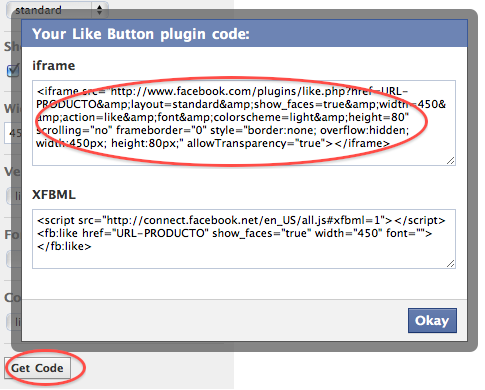 standard
Your Like Button plugin code:
iframe
<iframe src="http://www.facebook.com/plugins/like.php?href=URL-
PRODUCTO&amp;layout=standard&amp;show_faces=true&amp;width=450&
amp;action=like&amp;font&amp;colorscheme=light&amp;height=80"
scrolling="no" frameborder="0" style="border:none; overflow:hidden;
width:450px; height:80px;" allowTransparency="true"></iframe>
XFBML
<script src="http://connect.facebook.net/en_US/all.js#xfbml=1"></script>
<fb:like href="URL-PRODUCTO" show_faces="true" width="450" font="">
</fb:like>
Okay
Get Code